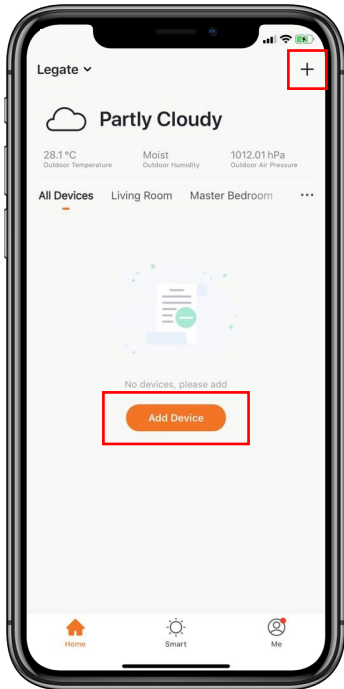 Legate
Partly Cloudy
28.1 °C Moist 1012.01 hPa
Outdoor Temperature Outdoor Humidity Outdoor Air Pressure
All Devices Living Room Master Bedroom ...
No devices, please add
Add Device
Home Smart Me